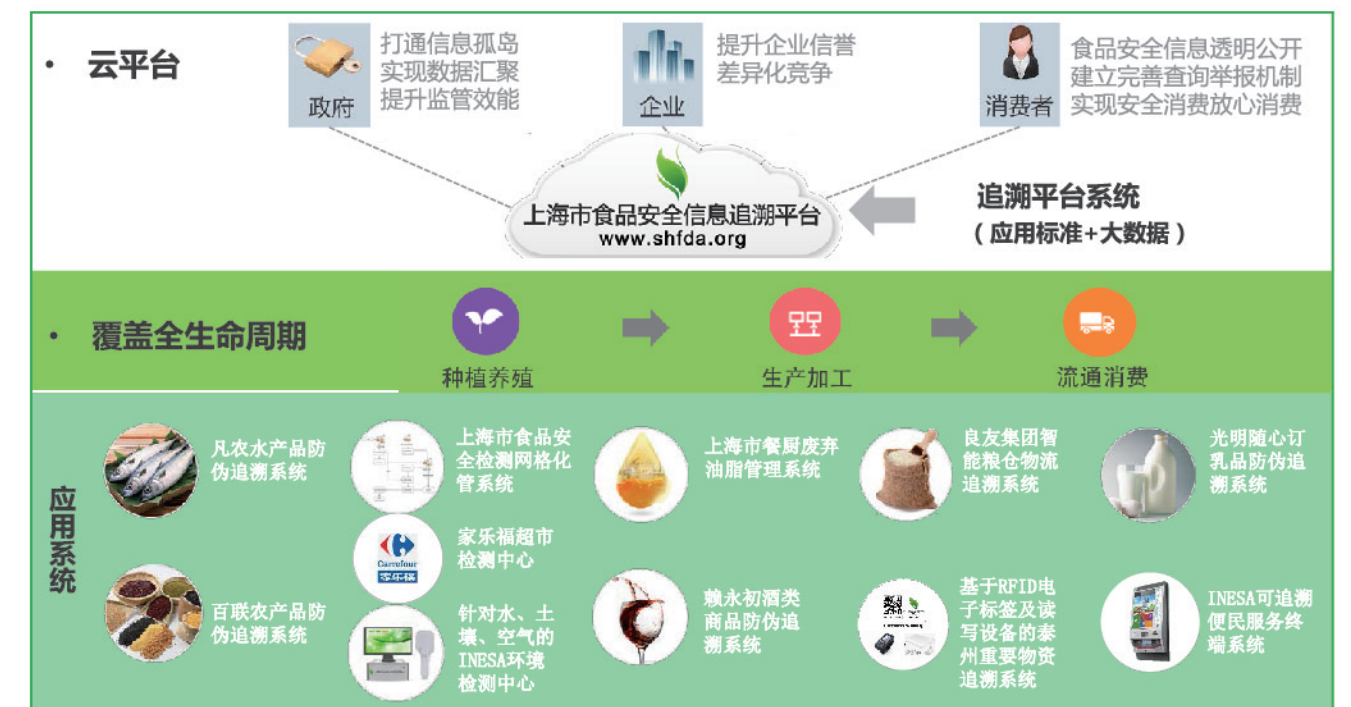 · 云平台
政府
打通信息孤岛
实现数据汇聚
提升监管效能
企业
提升企业信誉
差异化竞争
消费者
食品安全信息透明公开
建立完善查询举报机制
实现安全消费放心消费
上海市食品安全信息追溯平台
www.shfda.org
追溯平台系统
（应用标准+大数据）
· 覆盖全生命周期
种植养殖
生产加工
流通消费
应用系统
凡农水产品防
伪追溯系统
上海市食品安
全检测网格化
管系统
上海市餐厨废弃
油脂管理系统
良友集团智
能粮仓物流
追溯系统
光明随心订
乳品防伪追
溯系统
Carrefour
家乐福
家乐福超市
检测中心
百联农产品防
伪追溯系统
针对水、土
壤、空气的
INESA环境
检测中心
赖永初酒类
商品防伪追
溯系统
基于RFID电
子标签及读
写设备的泰
州重要物资
追溯系统
INESA可追溯
便民服务终
端系统